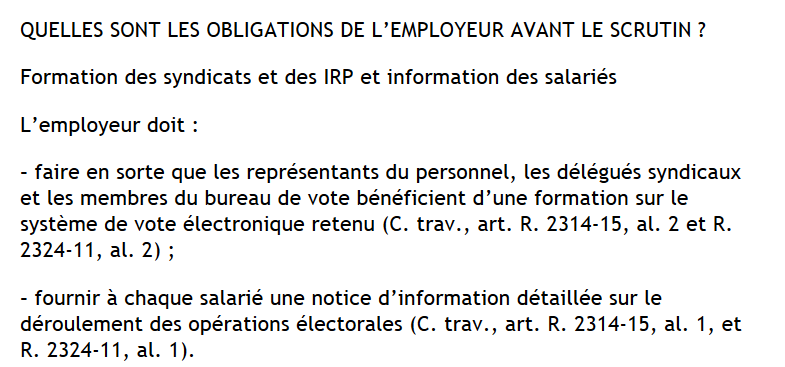 QUELLES SONT LES OBLIGATIONS DE L’EMPLOYEUR AVANT LE SCRUTIN ?
Formation des syndicats et des IRP et information des salariés
L’employeur doit :
- faire en sorte que les représentants du personnel, les délégués syndicaux
et les membres du bureau de vote bénéficient d’une formation sur le
système de vote électronique retenu (C. trav., art. R. 2314-15, al. 2 et R.
2324-11, al. 2) ;
- fournir à chaque salarié une notice d’information détaillée sur le
déroulement des opérations électorales (C. trav., art. R. 2314-15, al. 1, et
R. 2324-11, al. 1).